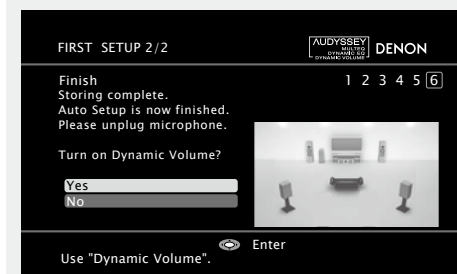 FIRST SETUP 2/2
AUDYSSEY
MULTEQ
DYNAMIC EQ
DYNAMIC VOLUME
DENON
Finish
1 2 3 4 5 6
Storing complete.
Auto Setup is now finished.
Please unplug microphone.
Turn on Dynamic Volume?
Yes
No
Enter
Use "Dynamic Volume".